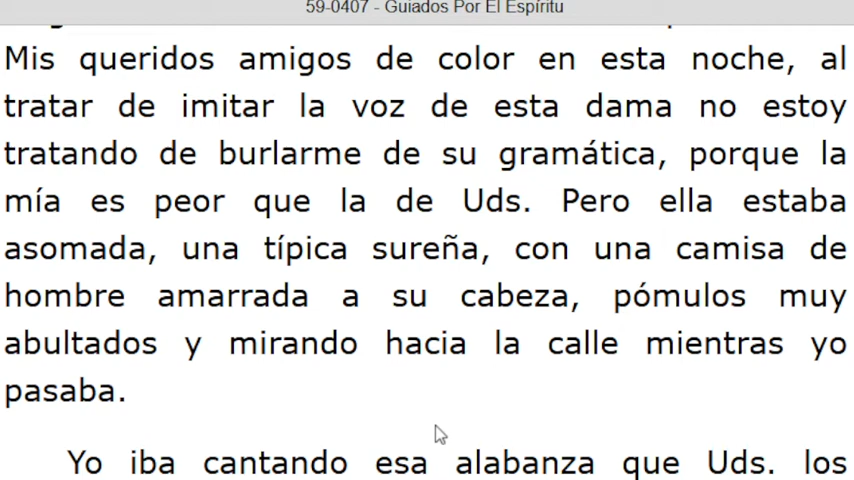 59-0407 - Guiados Por El Espíritu
Mis queridos amigos de color en esta noche, al
tratar de imitar la voz de esta dama no estoy
tratando de burlarme de su gramática, porque la
mía es peor que la de Uds. Pero ella estaba
asomada, una típica sureña, con una camisa de
hombre amarrada a su cabeza, pómulos muy
abultados y mirando hacia la calle mientras yo
pasaba.
Yo iba cantando esa alabanza que Uds. los